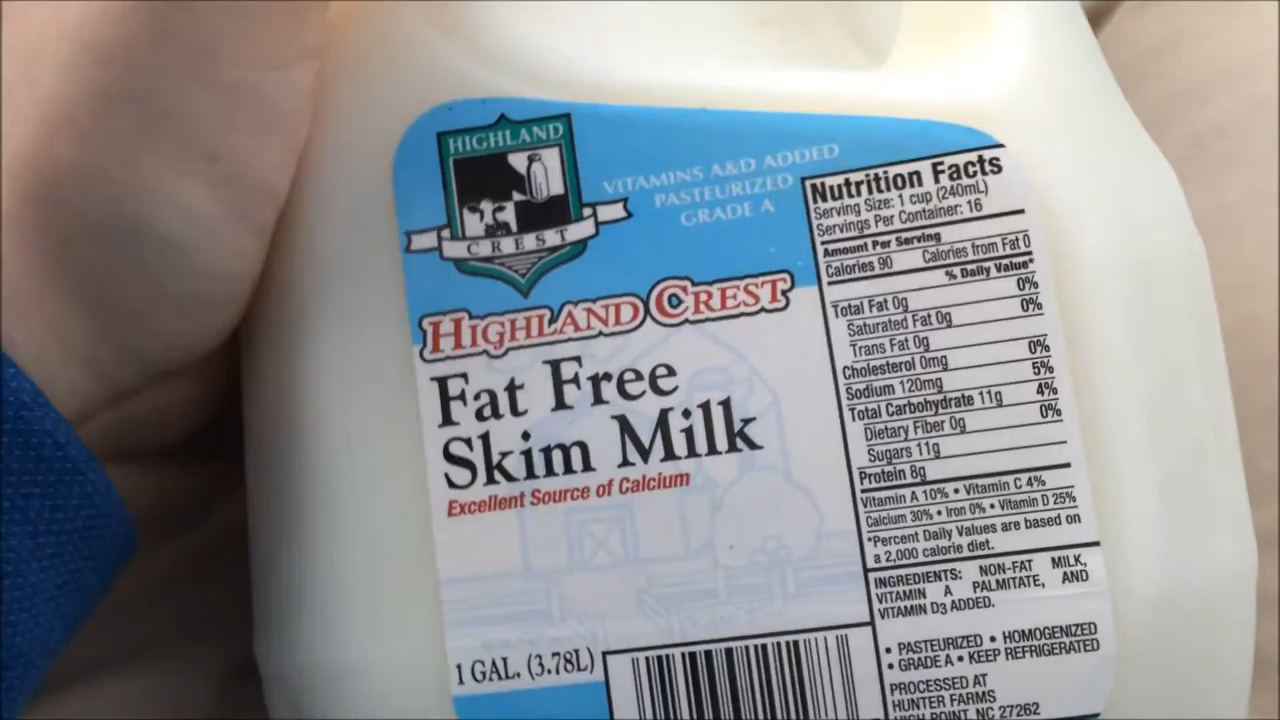 HIGHLAND
CREST
VITAMINS A&D ADDED
PASTEURIZED
GRADE A
HIGHLAND CREST
Fat Free
Skim Milk
Excellent Source of Calcium
1 GAL. (3.78L)
Nutrition Facts
Serving Size: 1 cup (240mL)
Servings Per Container: 16
Amount Per Serving
Calories 90 Calories from Fat 0
% Daily Value*
Total Fat 0g 0%
Saturated Fat 0g 0%
Trans Fat 0g
Cholesterol 0mg 0%
Sodium 120mg 5%
Total Carbohydrate 11g 4%
Dietary Fiber 0g 0%
Sugars 11g
Protein 8g
Vitamin A 10% • Vitamin C 4%
Calcium 30% • Iron 0% • Vitamin D 25%
*Percent Daily Values are based on
a 2,000 calorie diet.
INGREDIENTS: NON-FAT MILK,
VITAMIN A PALMITATE, AND
VITAMIN D3 ADDED.
• PASTEURIZED • HOMOGENIZED
• GRADE A • KEEP REFRIGERATED
PROCESSED AT
HUNTER FARMS
HIGH POINT, NC 27262